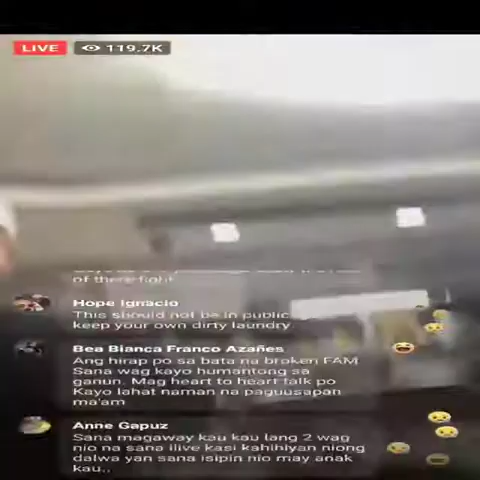 LIVE 119.7K
of there fight
Hope Ignacio
This should not be in public
keep your own dirty laundry
Bea Bianca Franco Azañes
Ang hirap po sa bata na broken FAM
Sana wag kayo humantong sa
ganun. Mag heart to heart talk po
Kayo lahat naman na paguusapan
ma'am
Anne Gapuz
Sana magaway kau kau lang 2 wag
nio na sana ilive kasi kahihiyan niong
dalwa yan sana isipin nio may anak
kau..